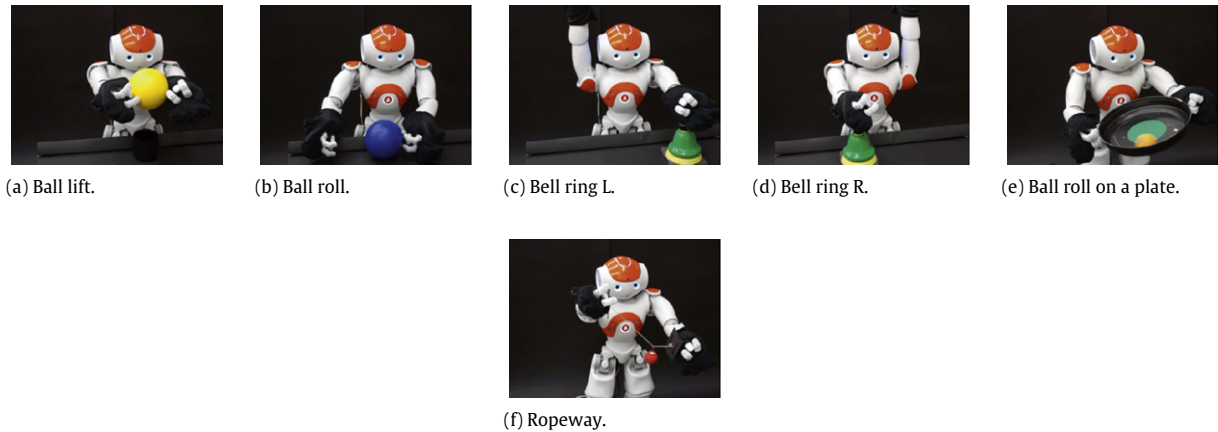 (a) Ball lift.
(b) Ball roll.
(c) Bell ring L.
(d) Bell ring R.
(e) Ball roll on a plate.
(f) Ropeway.